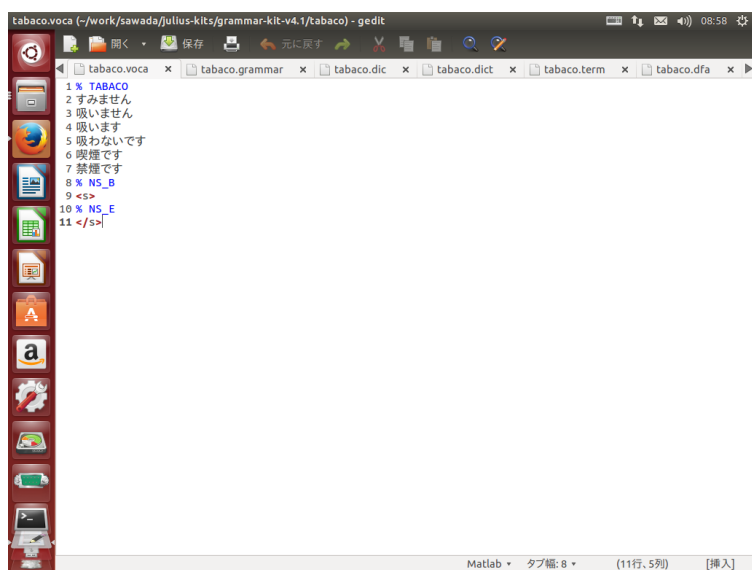 tabaco.voca (~/work/sawada/julius-kits/grammar-kit-v4.1/tabaco) - gedit 08:58
開く 保存 元に戻す
tabaco.voca × tabaco.grammar × tabaco.dic × tabaco.dict × tabaco.term × tabaco.dfa ×
1 % TABACO
2 すみません
3 吸いません
4 吸います
5 吸わないです
6 喫煙です
7 禁煙です
8 % NS_B
9 <s>
10 % NS_E
11 </s>
Matlab タブ幅: 8 (11行、5列) [挿入]